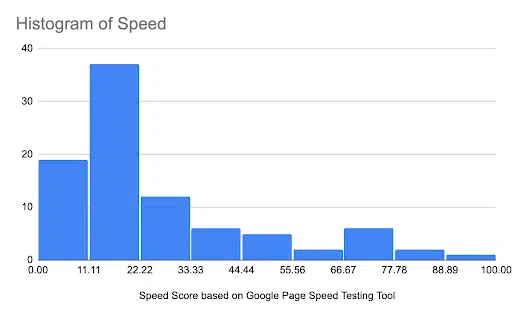 Histogram of Speed
40
30
20
10
0
0.00 11.11 22.22 33.33 44.44 55.56 66.67 77.78 88.89 100.00
Speed Score based on Google Page Speed Testing Tool